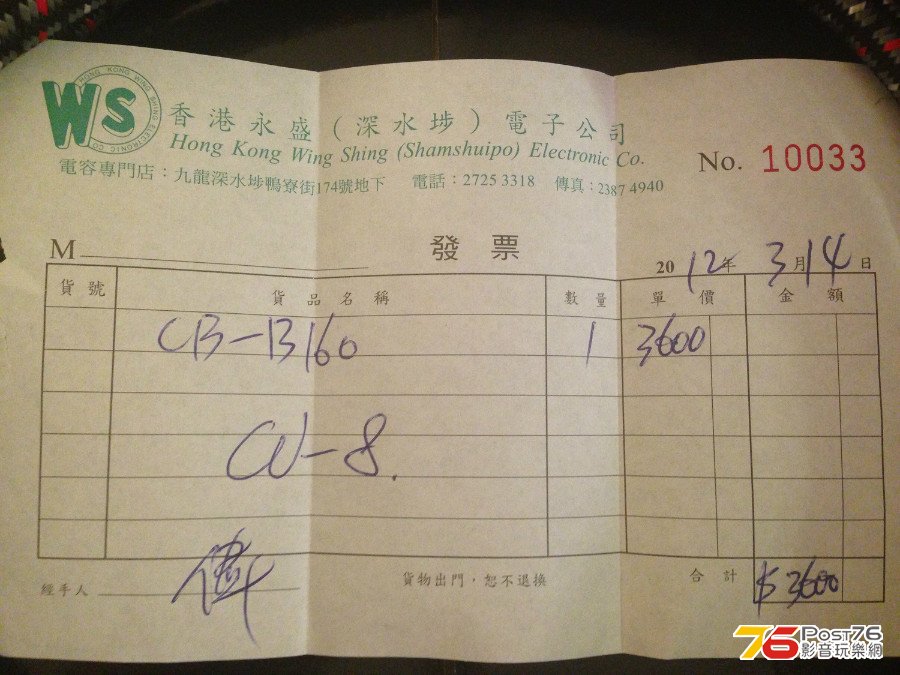 WS
HONG KONG WING SHING ELECTRONIC CO.
香港永盛（深水埗）電子公司
Hong Kong Wing Shing (Shamshuipo) Electronic Co.
No. 10033
電容專門店：九龍深水埗鴨寮街174號地下 電話：2725 3318 傳真：2387 4940
M
發票
2012年3月14日
貨號 貨品名稱 數量 單價 金額
CB-B160 1 3600
-8.
經手人
貨物出門，恕不退換
合計 $3600
76 POST76
影音玩樂網